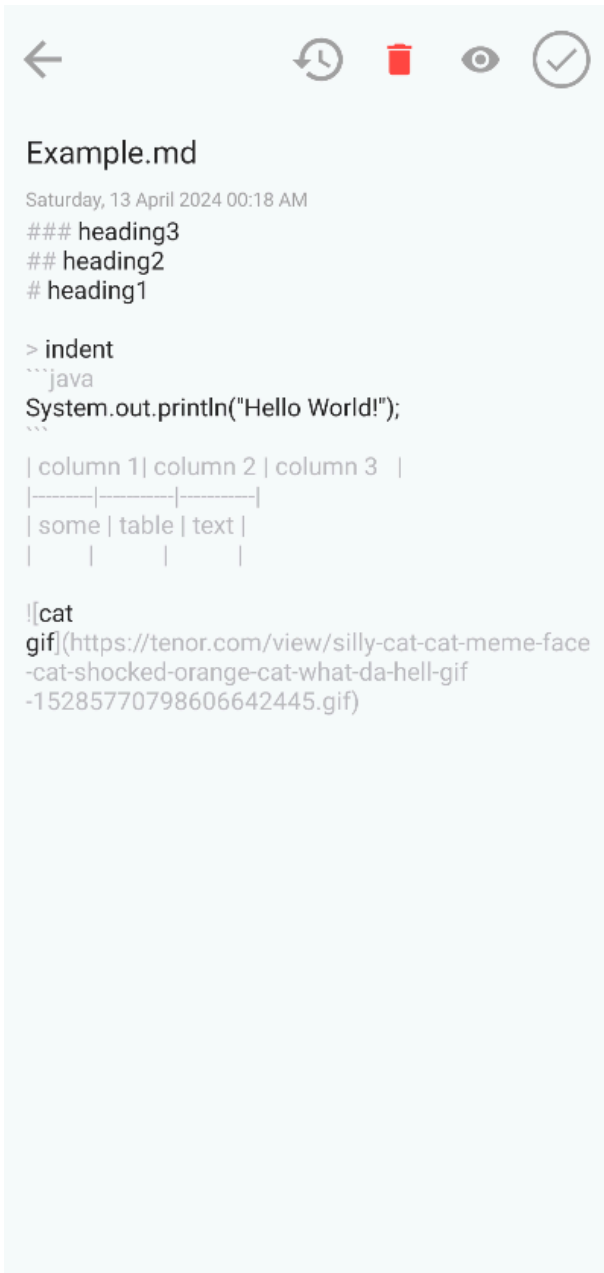 Example.md
Saturday, 13 April 2024 00:18 AM
### heading3
## heading2
# heading1
> indent
```java
System.out.println("Hello World!");
```
| column 1| column 2 | column 3   |
|---------|-----------|-----------|
| some | table | text |
|         |           |           |
![cat
gif](https://tenor.com/view/silly-cat-cat-meme-face
-cat-shocked-orange-cat-what-da-hell-gif
-15285770798606642445.gif)